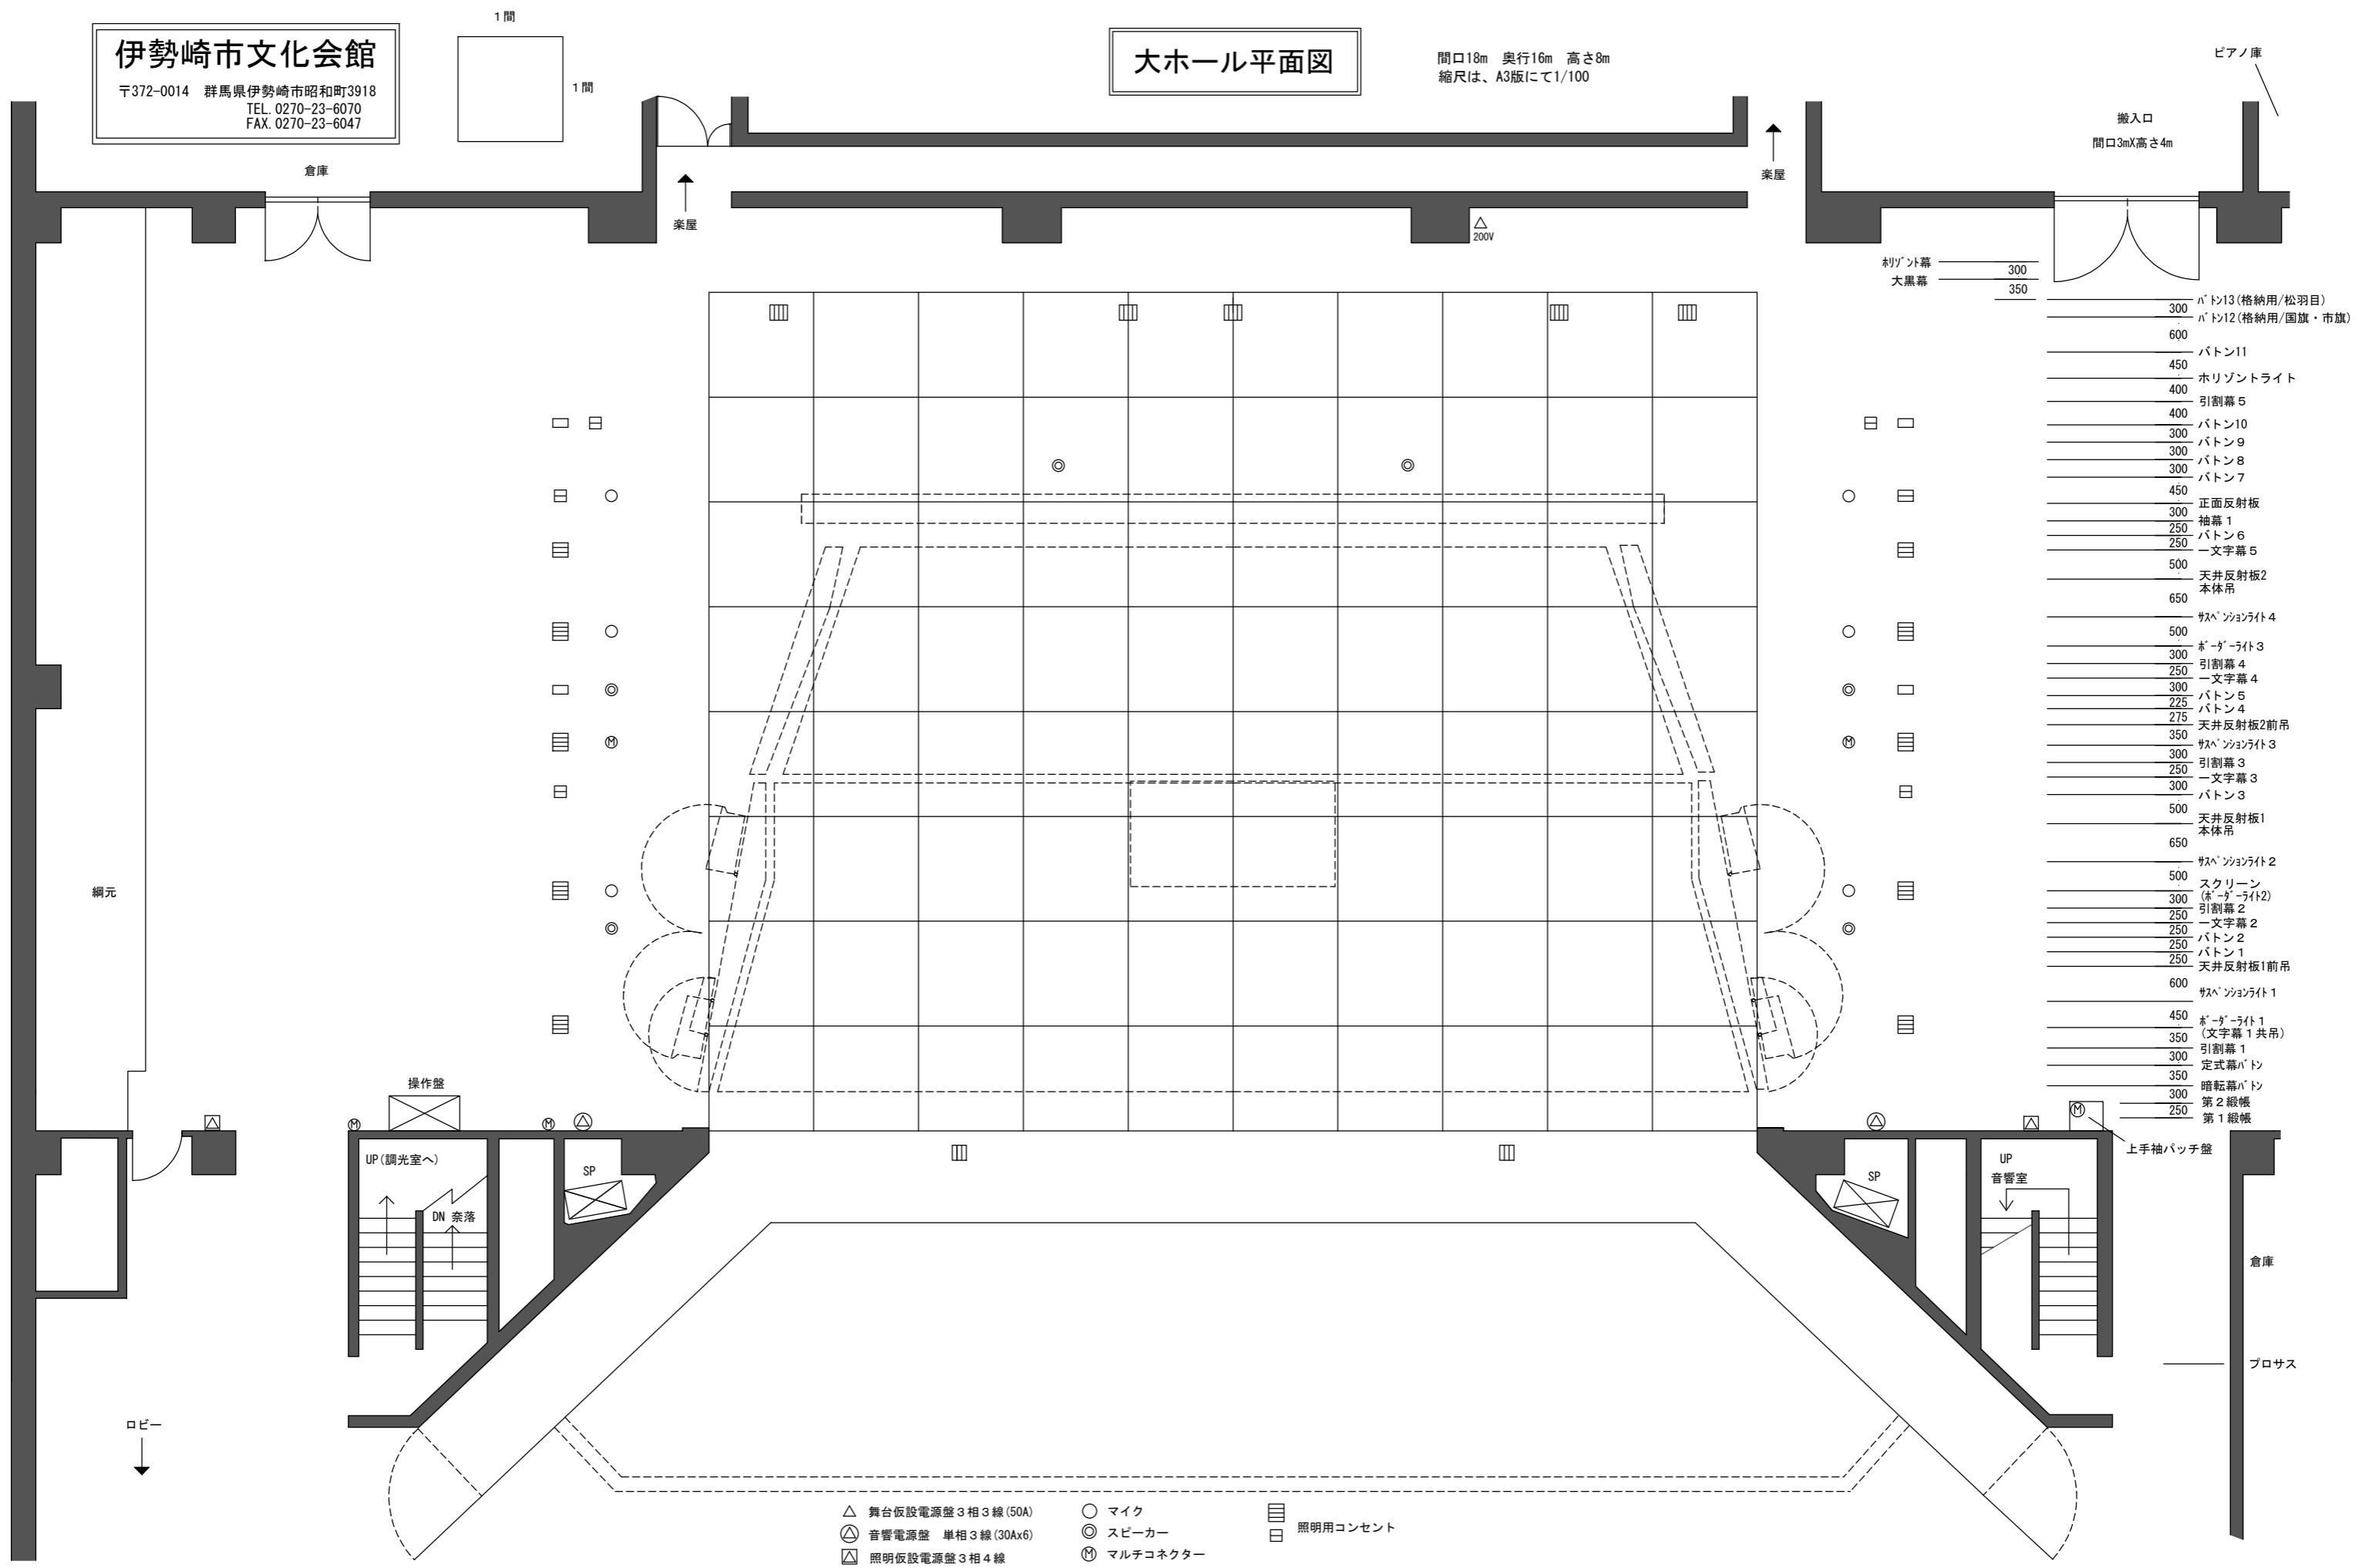 1間
伊勢崎市文化会館
〒372-0014 群馬県伊勢崎市昭和町3918
TEL.0270-23-6070
FAX.0270-23-6047
1間
大ホール平面図
間口18m 奥行16m 高さ8m
縮尺は、A3版にて1/100
ピアノ庫
搬入口
間口3mX高さ4m
倉庫
楽屋
楽屋
200V
ﾎﾘｿﾞﾝﾄ幕
300
大黒幕
350
ﾊﾞﾄﾝ13(格納用/松羽目)
300
ﾊﾞﾄﾝ12(格納用/国旗・市旗)
600
バトン11
450
ホリゾントライト
400
引割幕5
400
バトン10
300
バトン9
300
バトン8
300
バトン7
450
正面反射板
300
袖幕1
250
バトン6
250
一文字幕5
500
天井反射板2
本体吊
650
ｻｽﾍﾟﾝｼｮﾝﾗｲﾄ4
500
ﾎﾞｰﾀﾞｰﾗｲﾄ3
300
引割幕4
250
一文字幕4
300
バトン5
225
バトン4
275
天井反射板2前吊
350
ｻｽﾍﾟﾝｼｮﾝﾗｲﾄ3
300
引割幕3
250
一文字幕3
300
バトン3
500
天井反射板1
本体吊
650
ｻｽﾍﾟﾝｼｮﾝﾗｲﾄ2
500
スクリーン
(ﾎﾞｰﾀﾞｰﾗｲﾄ2)
300
引割幕2
250
一文字幕2
250
バトン2
250
バトン1
250
天井反射板1前吊
600
ｻｽﾍﾟﾝｼｮﾝﾗｲﾄ1
450
ﾎﾞｰﾀﾞｰﾗｲﾄ1
(文字幕1共吊)
350
引割幕1
300
定式幕ﾊﾞﾄﾝ
350
暗転幕ﾊﾞﾄﾝ
300
第2緞帳
250
第1緞帳
M
M
綱元
操作盤
M
M
M
上手袖パッチ盤
UP(調光室へ)
SP
DN 奈落
SP
UP
音響室
倉庫
プロサス
ロビー
舞台仮設電源盤3相3線(50A)
音響電源盤 単相3線(30Ax6)
照明仮設電源盤3相4線
マイク
スピーカー
M マルチコネクター
照明用コンセント